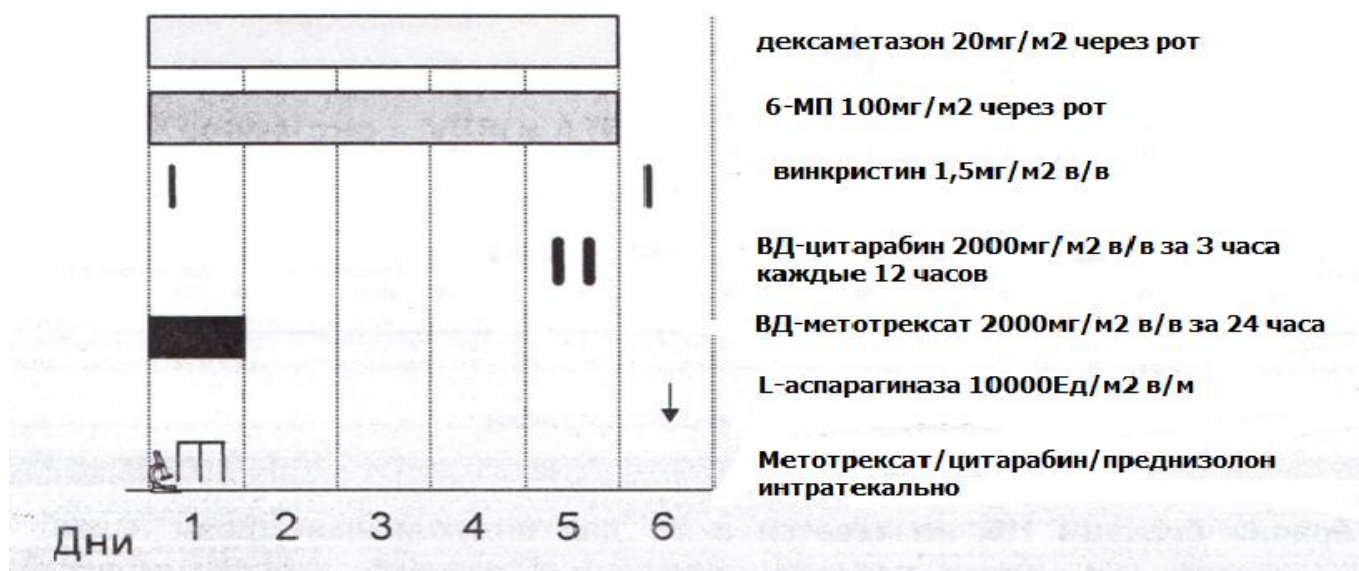 дексаметазон 20мг/м2 через рот
6-МП 100мг/м2 через рот
винкристин 1,5мг/м2 в/в
ВД-цитарабин 2000мг/м2 в/в за 3 часа
каждые 12 часов
ВД-метотрексат 2000мг/м2 в/в за 24 часа
L-аспарагиназа 10000Ед/м2 в/м
Метотрексат/цитарабин/преднизолон
интратекально
Дни 1 2 3 4 5 6